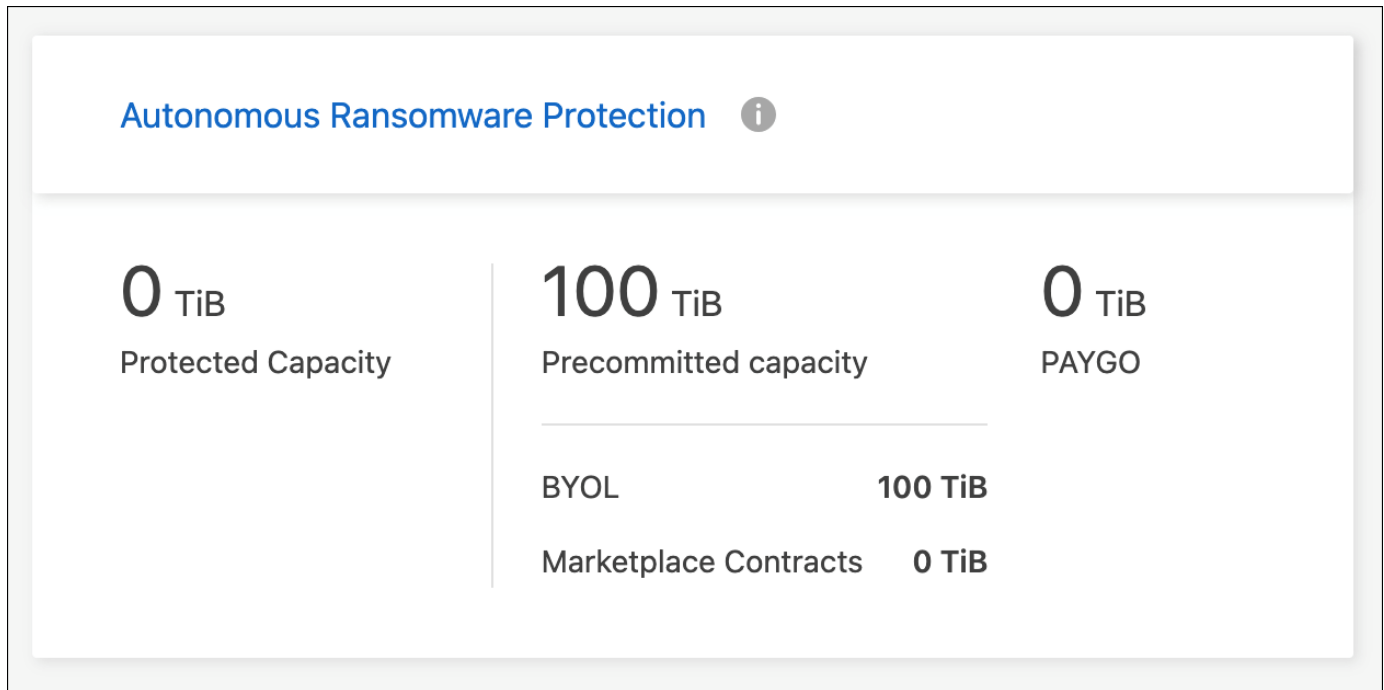 Autonomous Ransomware Protection
0 TiB
Protected Capacity
100 TiB
Precommitted capacity
BYOL 100 TiB
Marketplace Contracts 0 TiB
0 TiB
PAYGO